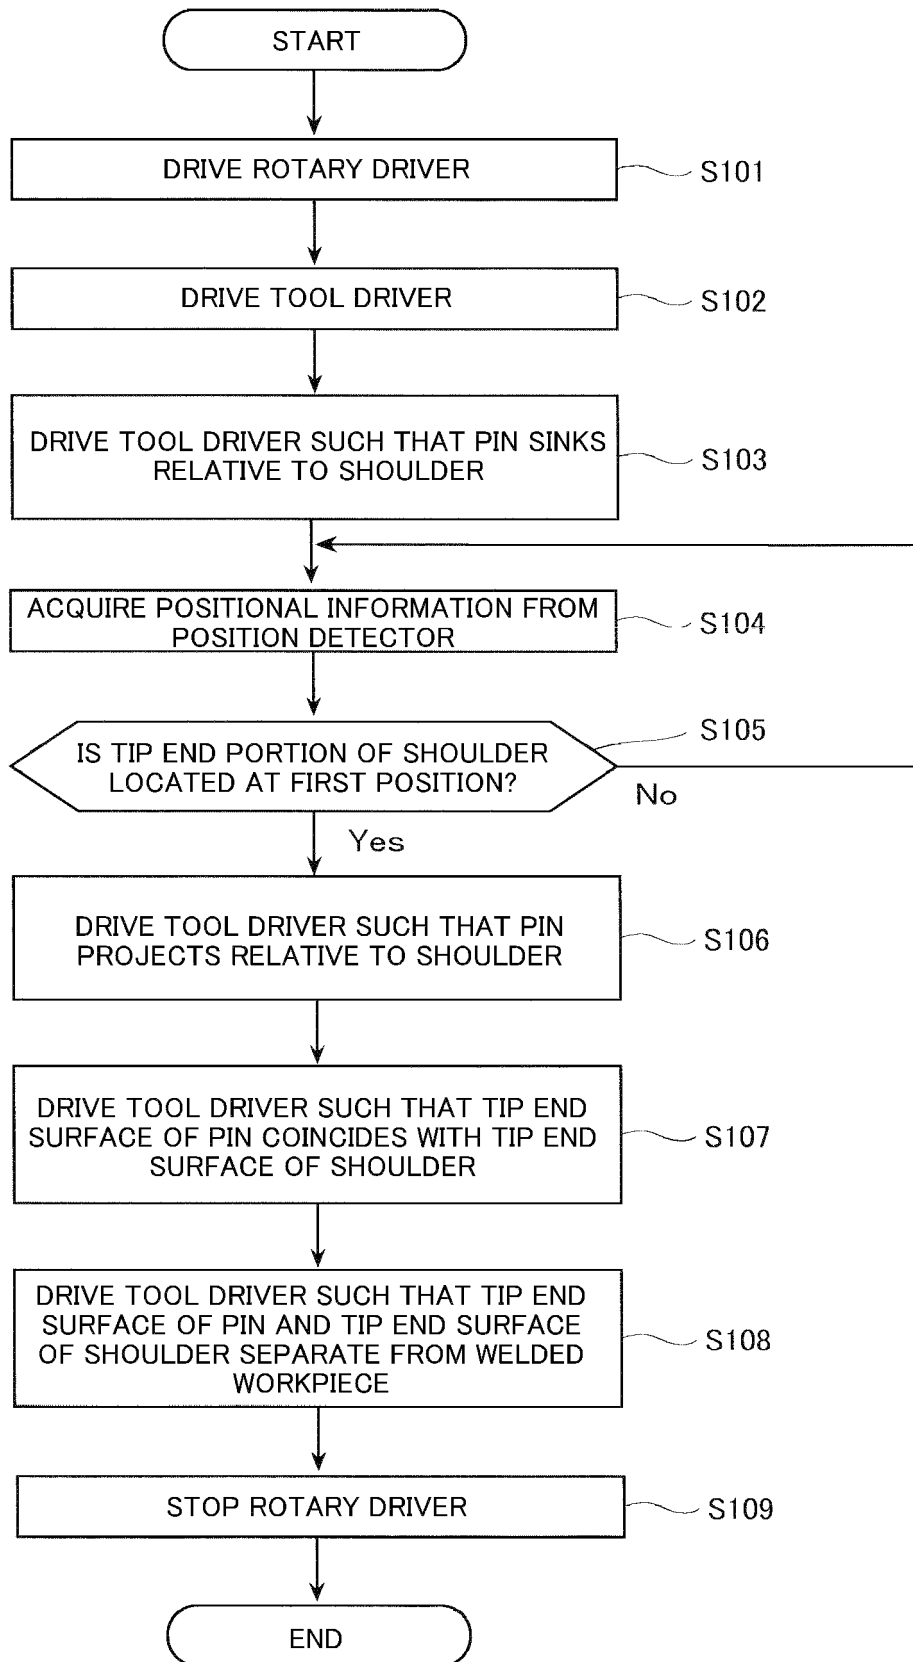 START
DRIVE ROTARY DRIVER
S101
DRIVE TOOL DRIVER
S102
DRIVE TOOL DRIVER SUCH THAT PIN SINKS
RELATIVE TO SHOULDER
S103
ACQUIRE POSITIONAL INFORMATION FROM
POSITION DETECTOR
S104
IS TIP END PORTION OF SHOULDER
LOCATED AT FIRST POSITION?
S105
No
Yes
DRIVE TOOL DRIVER SUCH THAT PIN
PROJECTS RELATIVE TO SHOULDER
S106
DRIVE TOOL DRIVER SUCH THAT TIP END
SURFACE OF PIN COINCIDES WITH TIP END
SURFACE OF SHOULDER
S107
DRIVE TOOL DRIVER SUCH THAT TIP END
SURFACE OF PIN AND TIP END SURFACE
OF SHOULDER SEPARATE FROM WELDED
WORKPIECE
S108
STOP ROTARY DRIVER
S109
END